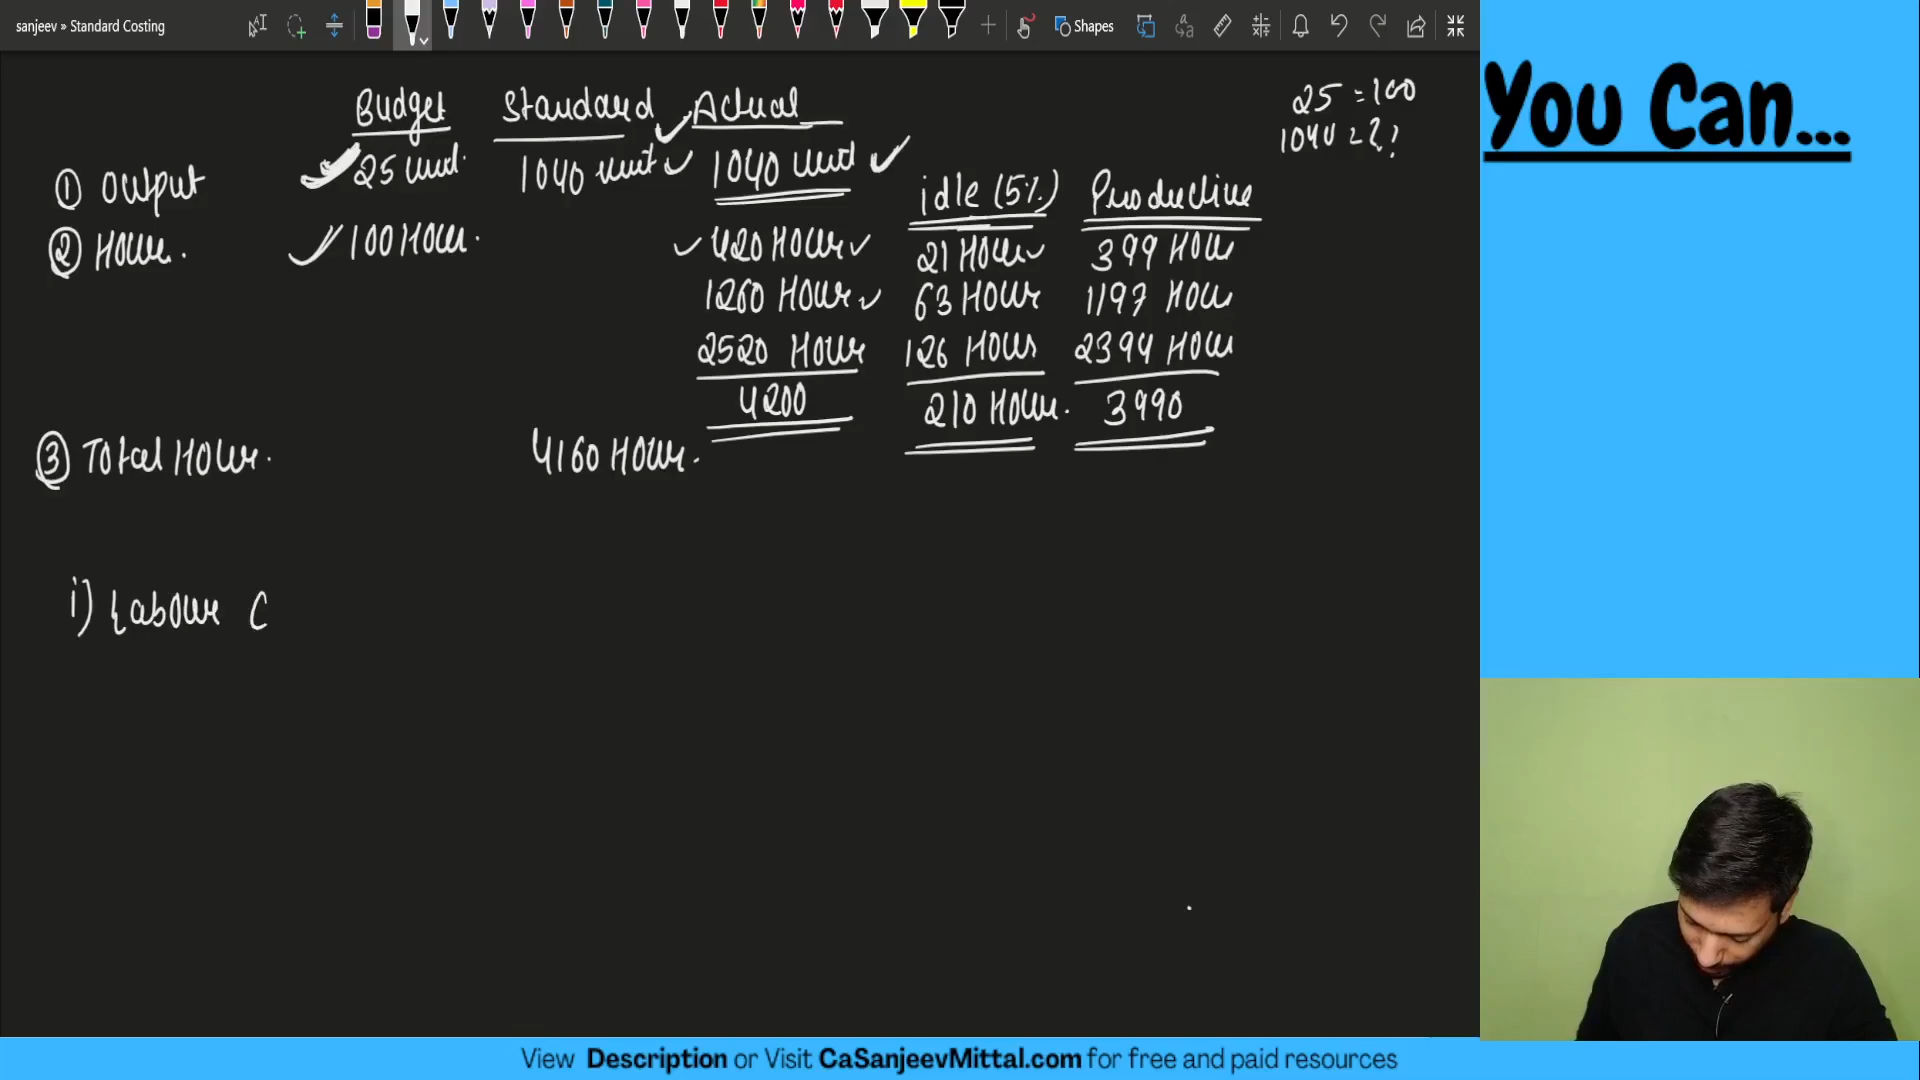 sanjeev » Standard Costing
Shapes
You Can...
Budget Standard Actual
25 = 100
1040 = ??
① Output 25 unit. 1040 unit 1040 unit
idle (5%) Productive
② Hour. 100 Hour. 420 Hour 21 Hour 399 Hour
1260 Hour 63 Hour 1197 Hour
2520 Hour 126 Hour 2394 Hour
4200 210 Hour. 3990
③ Total Hour. 4160 Hour.
i) Labour C
View Description or Visit CaSanjeevMittal.com for free and paid resources